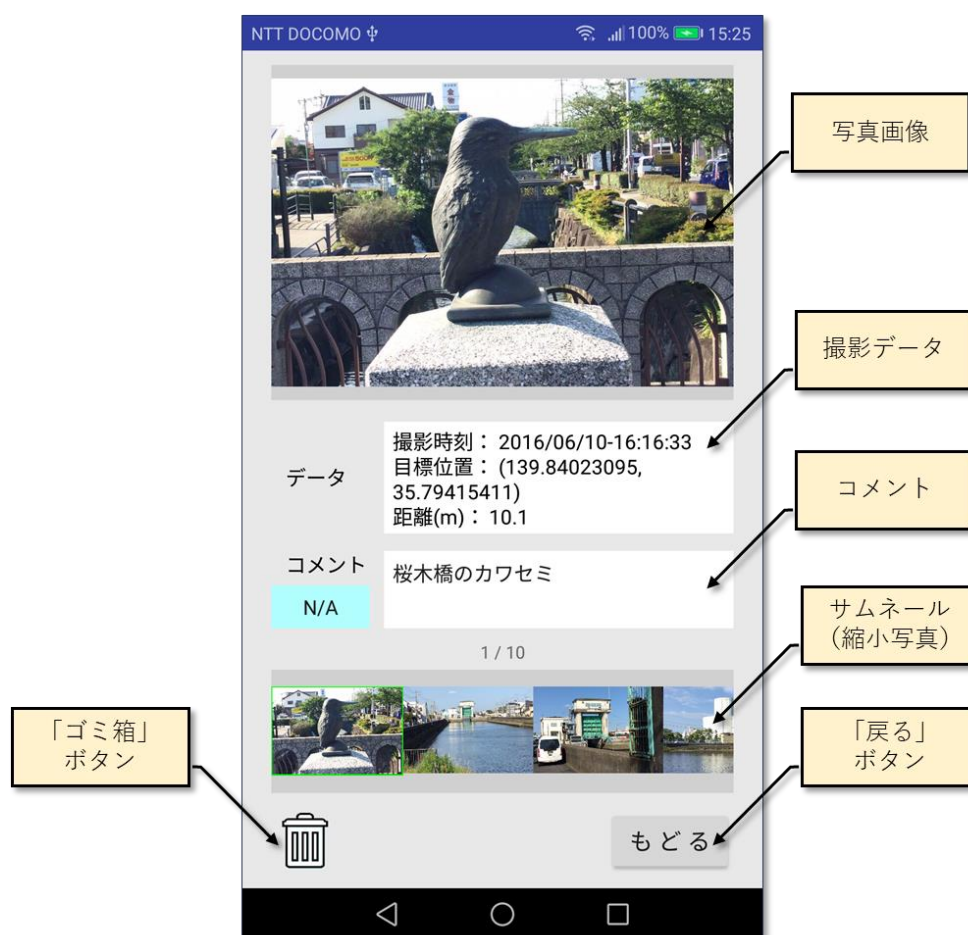 NTT DOCOMO
100%
15:25
写真画像
撮影データ
データ
撮影時刻: 2016/06/10-16:16:33
目標位置: (139.84023095,
35.79415411)
距離(m): 10.1
コメント
コメント
N/A
桜木橋のカワセミ
1 / 10
サムネール
(縮小写真)
「ゴミ箱」
ボタン
「戻る」
ボタン
もどる